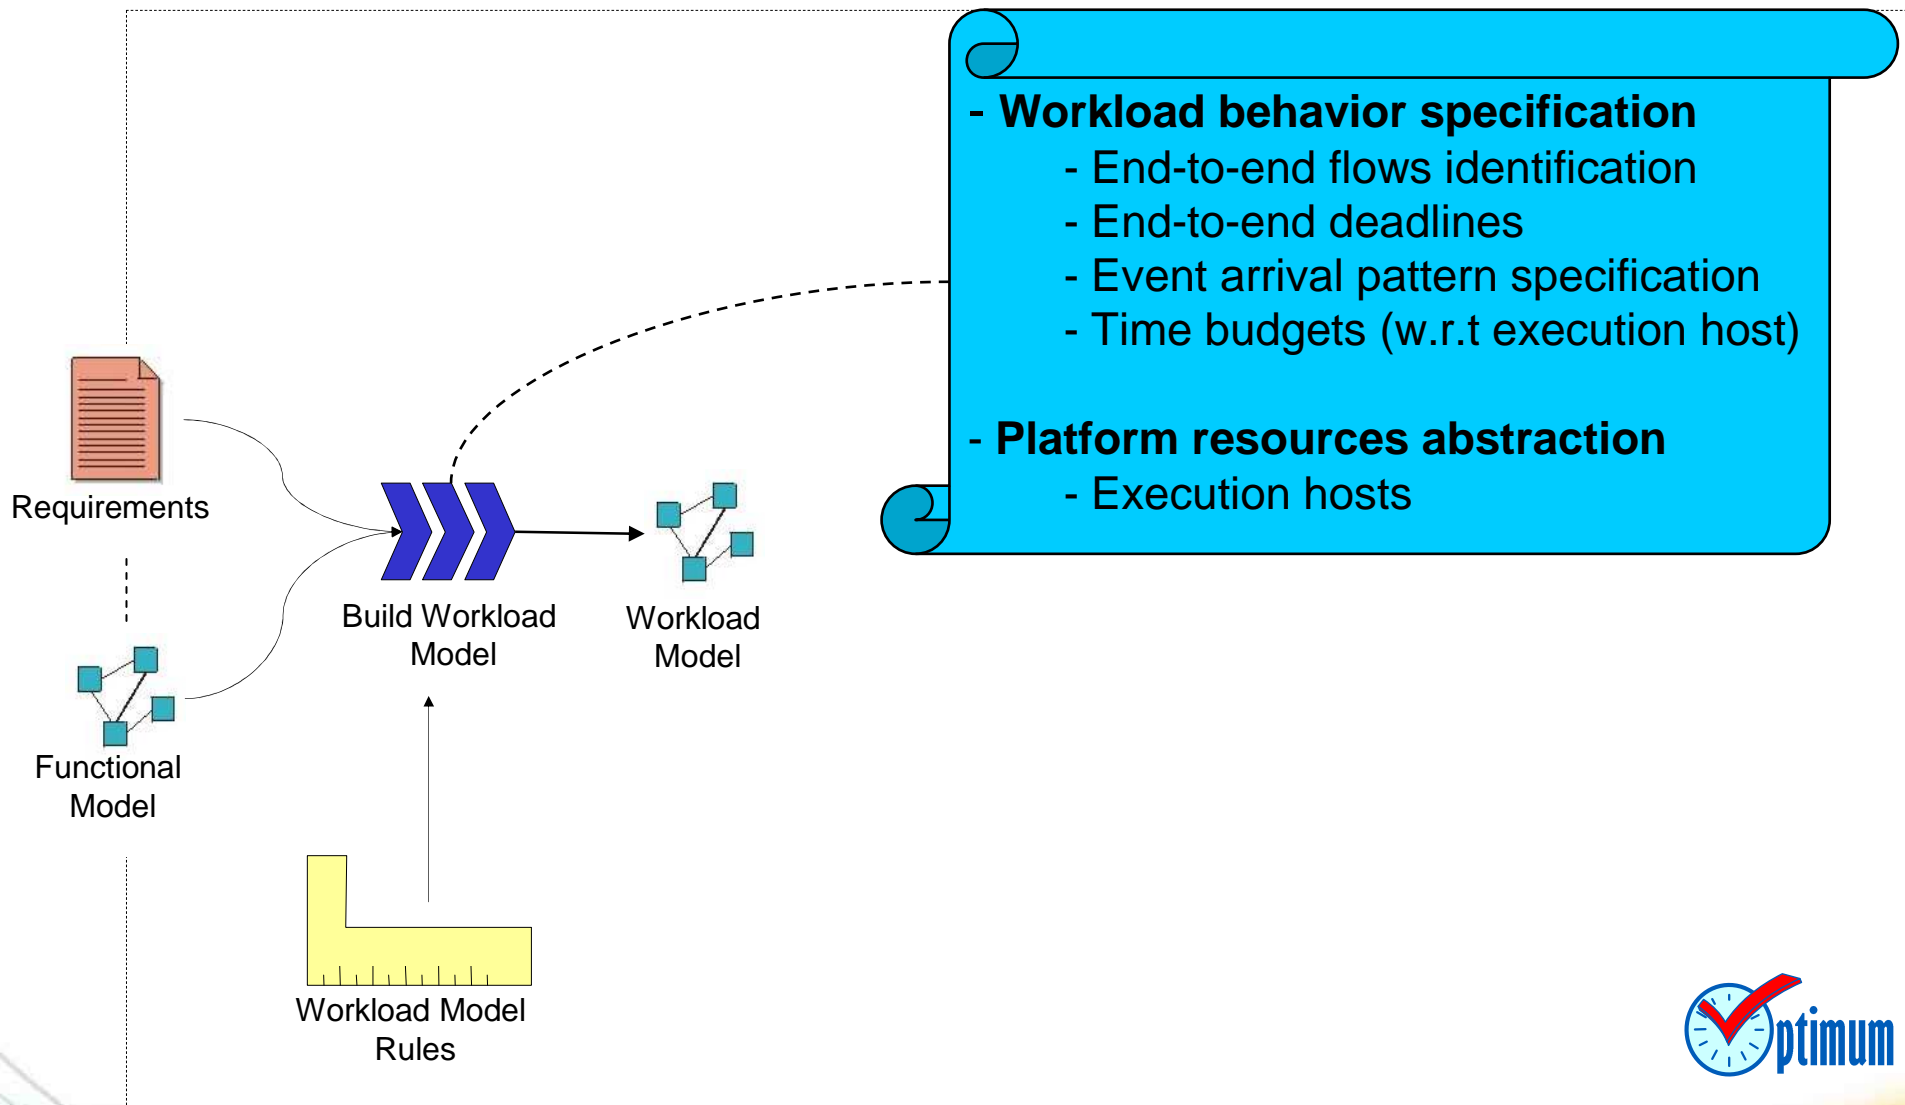 - Workload behavior specification
- End-to-end flows identification
- End-to-end deadlines
- Event arrival pattern specification
- Time budgets (w.r.t execution host)
- Platform resources abstraction
- Execution hosts
Requirements
Build Workload
Model
Workload
Model
Functional
Model
Workload Model
Rules
ptimum